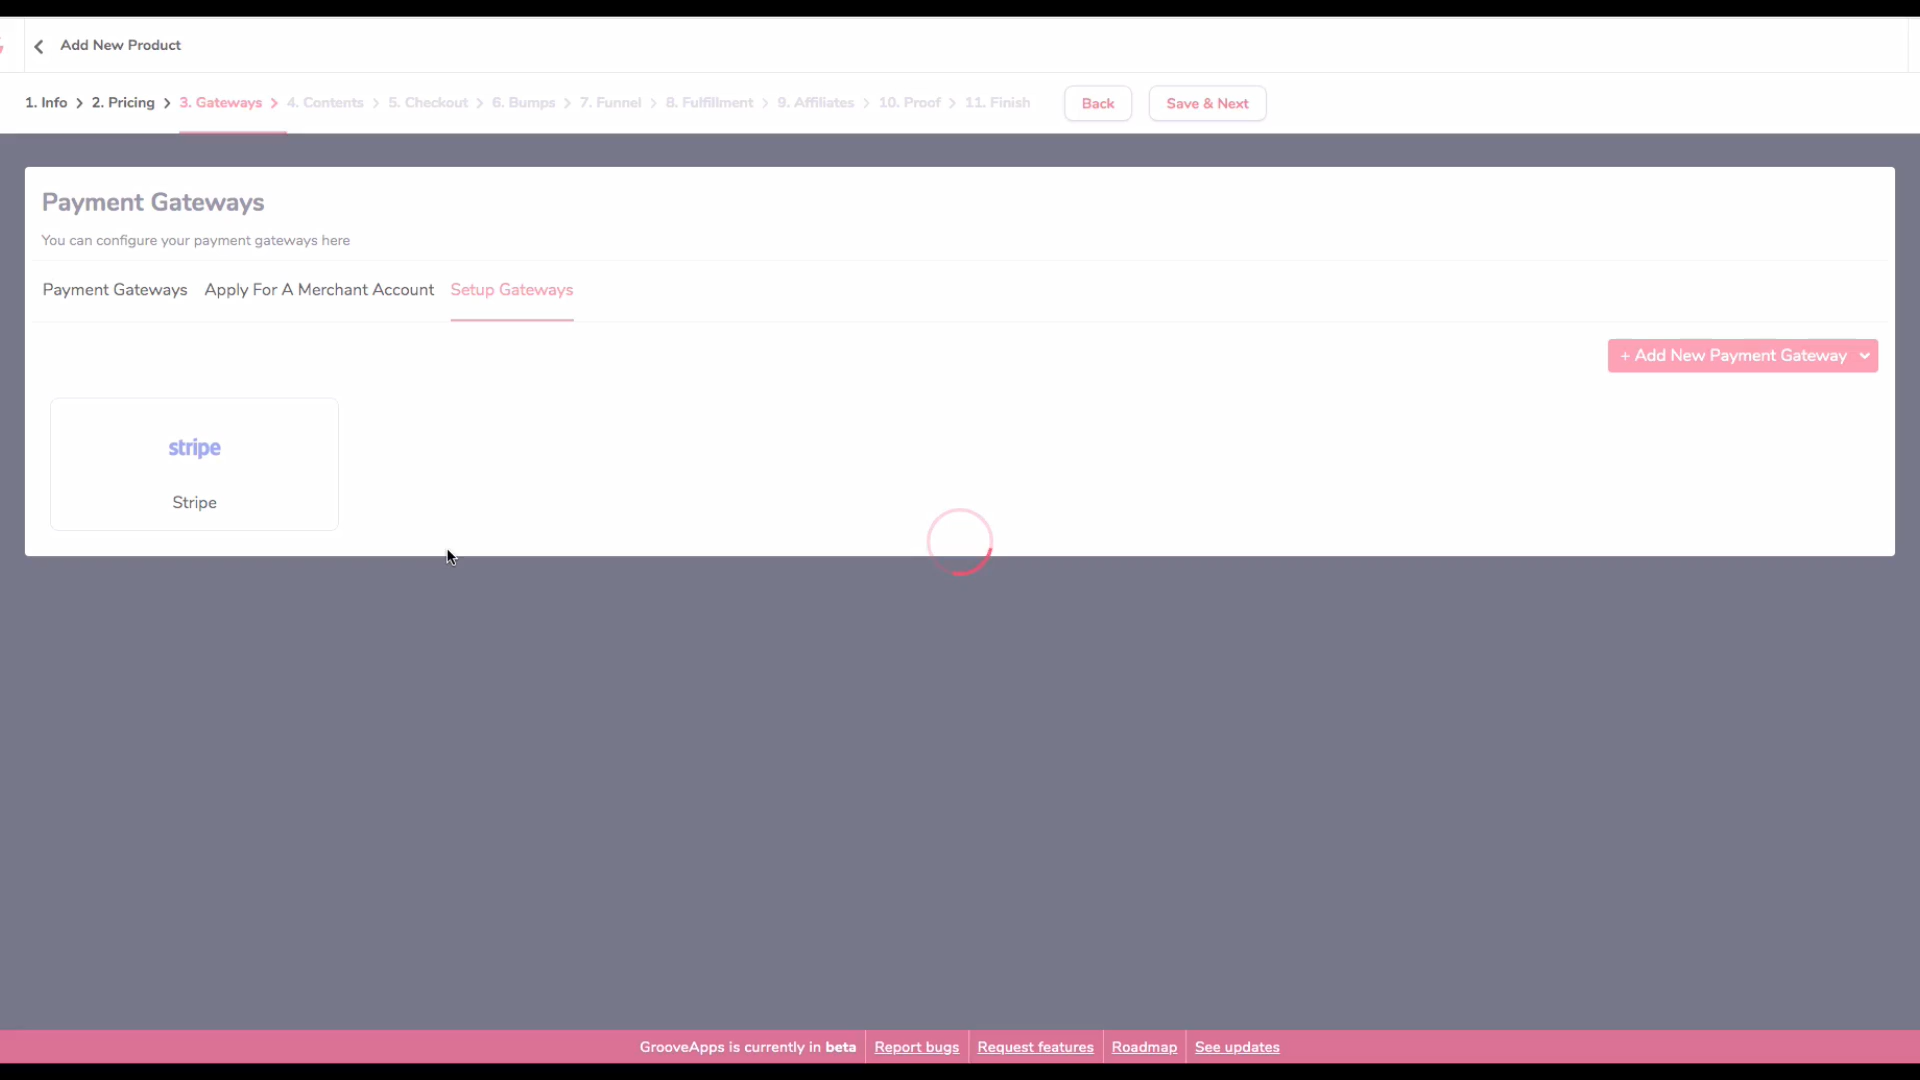 Add New Product
1. Info > 2. Pricing > 3. Gateways > 4. Contents > 5. Checkout > 6. Bumps > 7. Funnel > 8. Fulfillment > 9. Affiliates > 10. Proof > 11. Finish Back Save & Next
Payment Gateways
You can configure your payment gateways here
Payment Gateways Apply For A Merchant Account Setup Gateways
+ Add New Payment Gateway
stripe
Stripe
GrooveApps is currently in beta Report bugs Request features Roadmap See updates